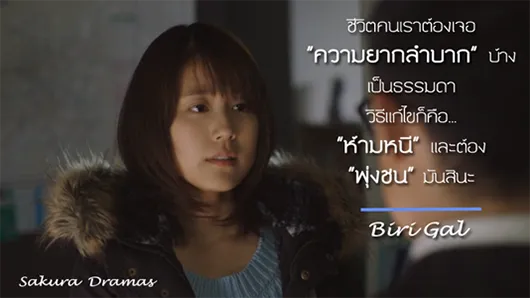 ชีวิตคนเราต้องเจอ
"ความยากลำบาก" บ้าง
เป็นธรรมดา
วิธีแก้ไขก็คือ...
"ห้ามหนี" และต้อง
"พุ่งชน" มันสินะ
Biri Gal
Sakura Dramas